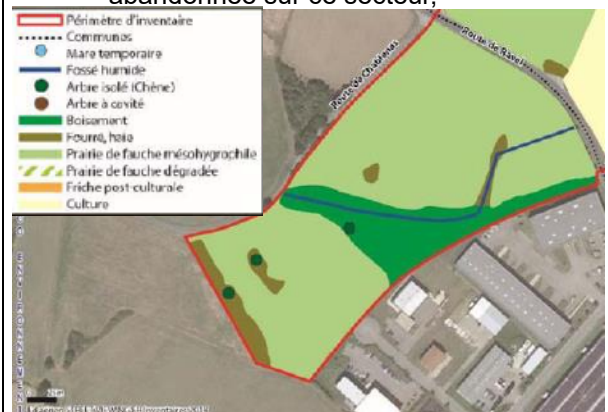 abandonnée sur ce secteur,
Périmètre d'inventaire
Communes
Mare temporaire
Fossé humide
Arbre isolé (Chêne)
Arbre à cavité
Boisement
Fourré, haie
Prairie de fauche mésohygrophile
Prairie de fauche dégradée
Friche post-culturale
Culture
Route de Chablenas
Route de Ravel